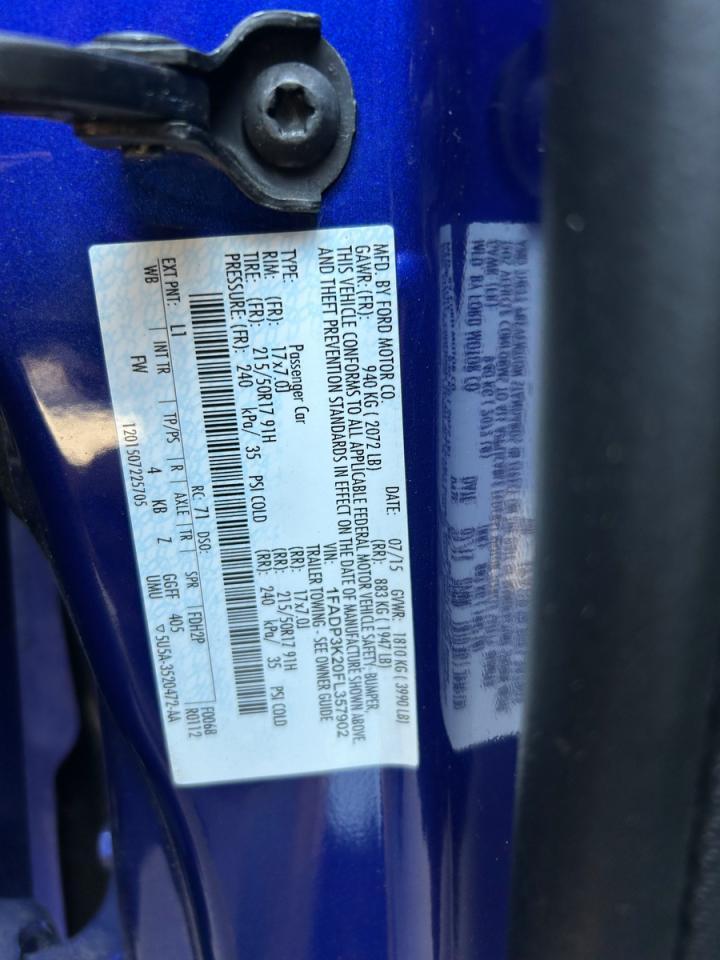 MFD. BY FORD MOTOR CO.
DATE: 07/15 GVWR: 1810 KG ( 3990 LB)
GAWR:(FR): 940 KG ( 2072 LB) (RR): 883 KG ( 1947 LB)
THIS VEHICLE CONFORMS TO ALL APPLICABLE FEDERAL MOTOR VEHICLE SAFETY, BUMPER
AND THEFT PREVENTION STANDARDS IN EFFECT ON THE DATE OF MANUFACTURE SHOWN ABOVE.
VIN: 1FADP3K20FL357902
TYPE: Passenger Car TRAILER TOWING - SEE OWNER GUIDE
RIM: (FR): 17x7.0J (RR): 17x7.0J
TIRE: (FR): 215/50R17 91H (RR): 215/50R17 91H
PRESSURE:(FR): 240 kPa/ 35 PSI COLD (RR): 240 kPa/ 35 PSI COLD
F0068
RC: 71 DSO: R0112
EXT PNT: L1 FDH2P
WB INT TR TP/PS R AXLE TR SPR
FW 4 KB Z GGFF 405 ▽5U5A-3520472-AA
1201507225705 UMU